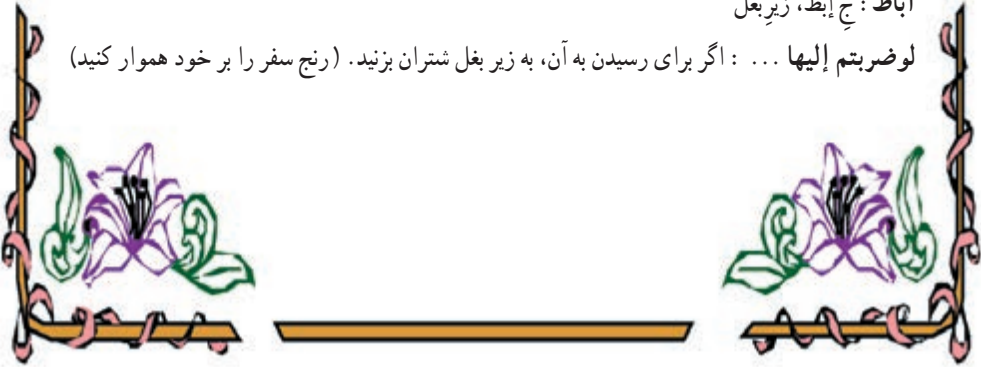 آباط : جِ إبط، زیرِبغل
لوضربتم إلیها ... : اگر برای رسیدن به آن، به زیر بغل شتران بزنید. (رنج سفر را بر خود هموار کنید)